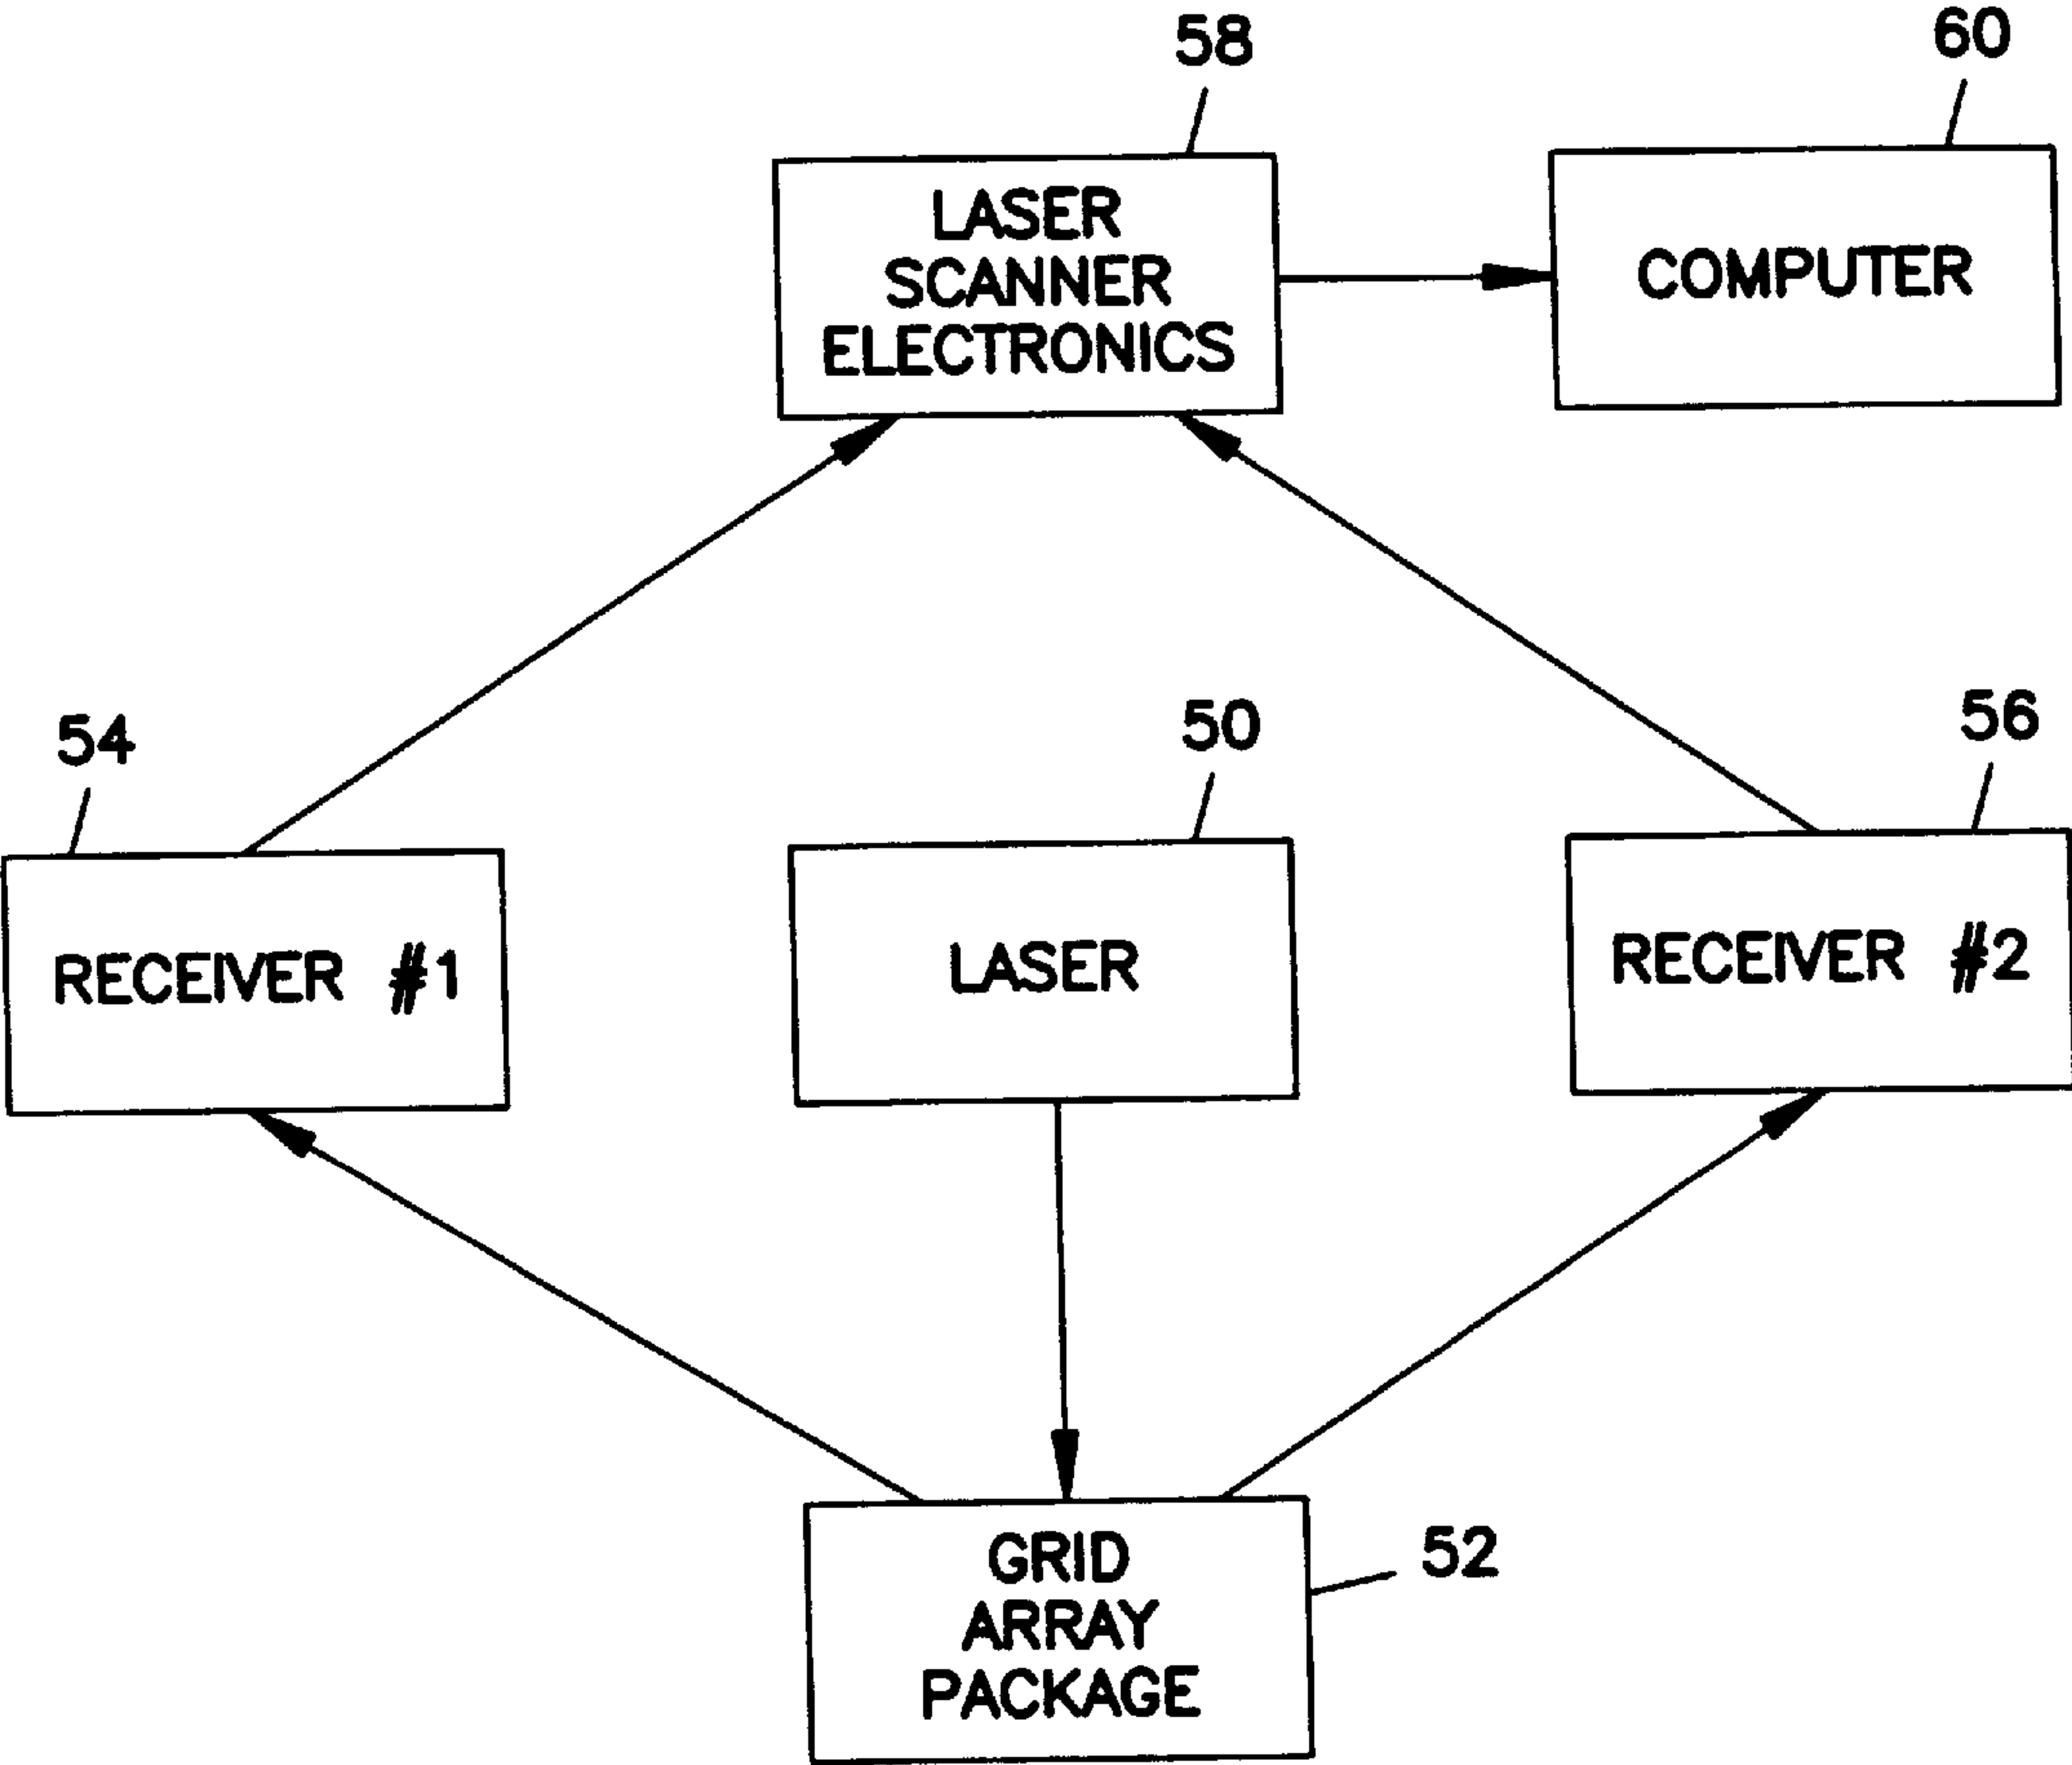 58
60
LASER
SCANNER
ELECTRONICS
COMPUTER
54
50
56
RECEIVER #1
LASER
RECEIVER #2
GRID
ARRAY
PACKAGE
52